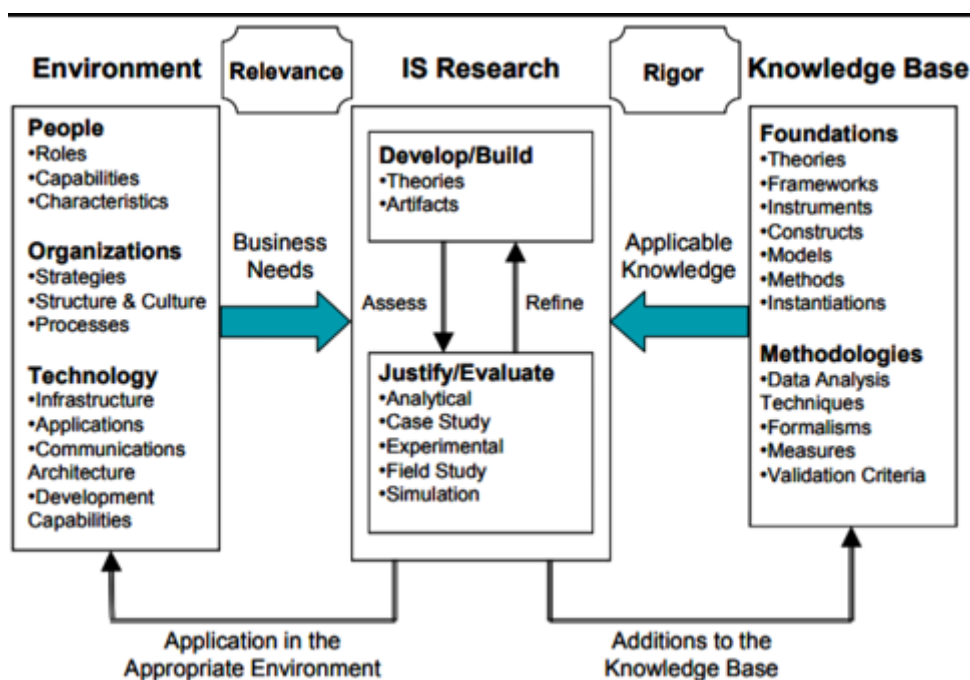 Environment
Relevance
IS Research
Rigor
Knowledge Base
People
•Roles
•Capabilities
•Characteristics
Organizations
•Strategies
•Structure & Culture
•Processes
Technology
•Infrastructure
•Applications
•Communications
Architecture
•Development
Capabilities
Business
Needs
Develop/Build
•Theories
•Artifacts
Assess
Refine
Justify/Evaluate
•Analytical
•Case Study
•Experimental
•Field Study
•Simulation
Applicable
Knowledge
Foundations
•Theories
•Frameworks
•Instruments
•Constructs
•Models
•Methods
•Instantiations
Methodologies
•Data Analysis
Techniques
•Formalisms
•Measures
•Validation Criteria
Application in the
Appropriate Environment
Additions to the
Knowledge Base